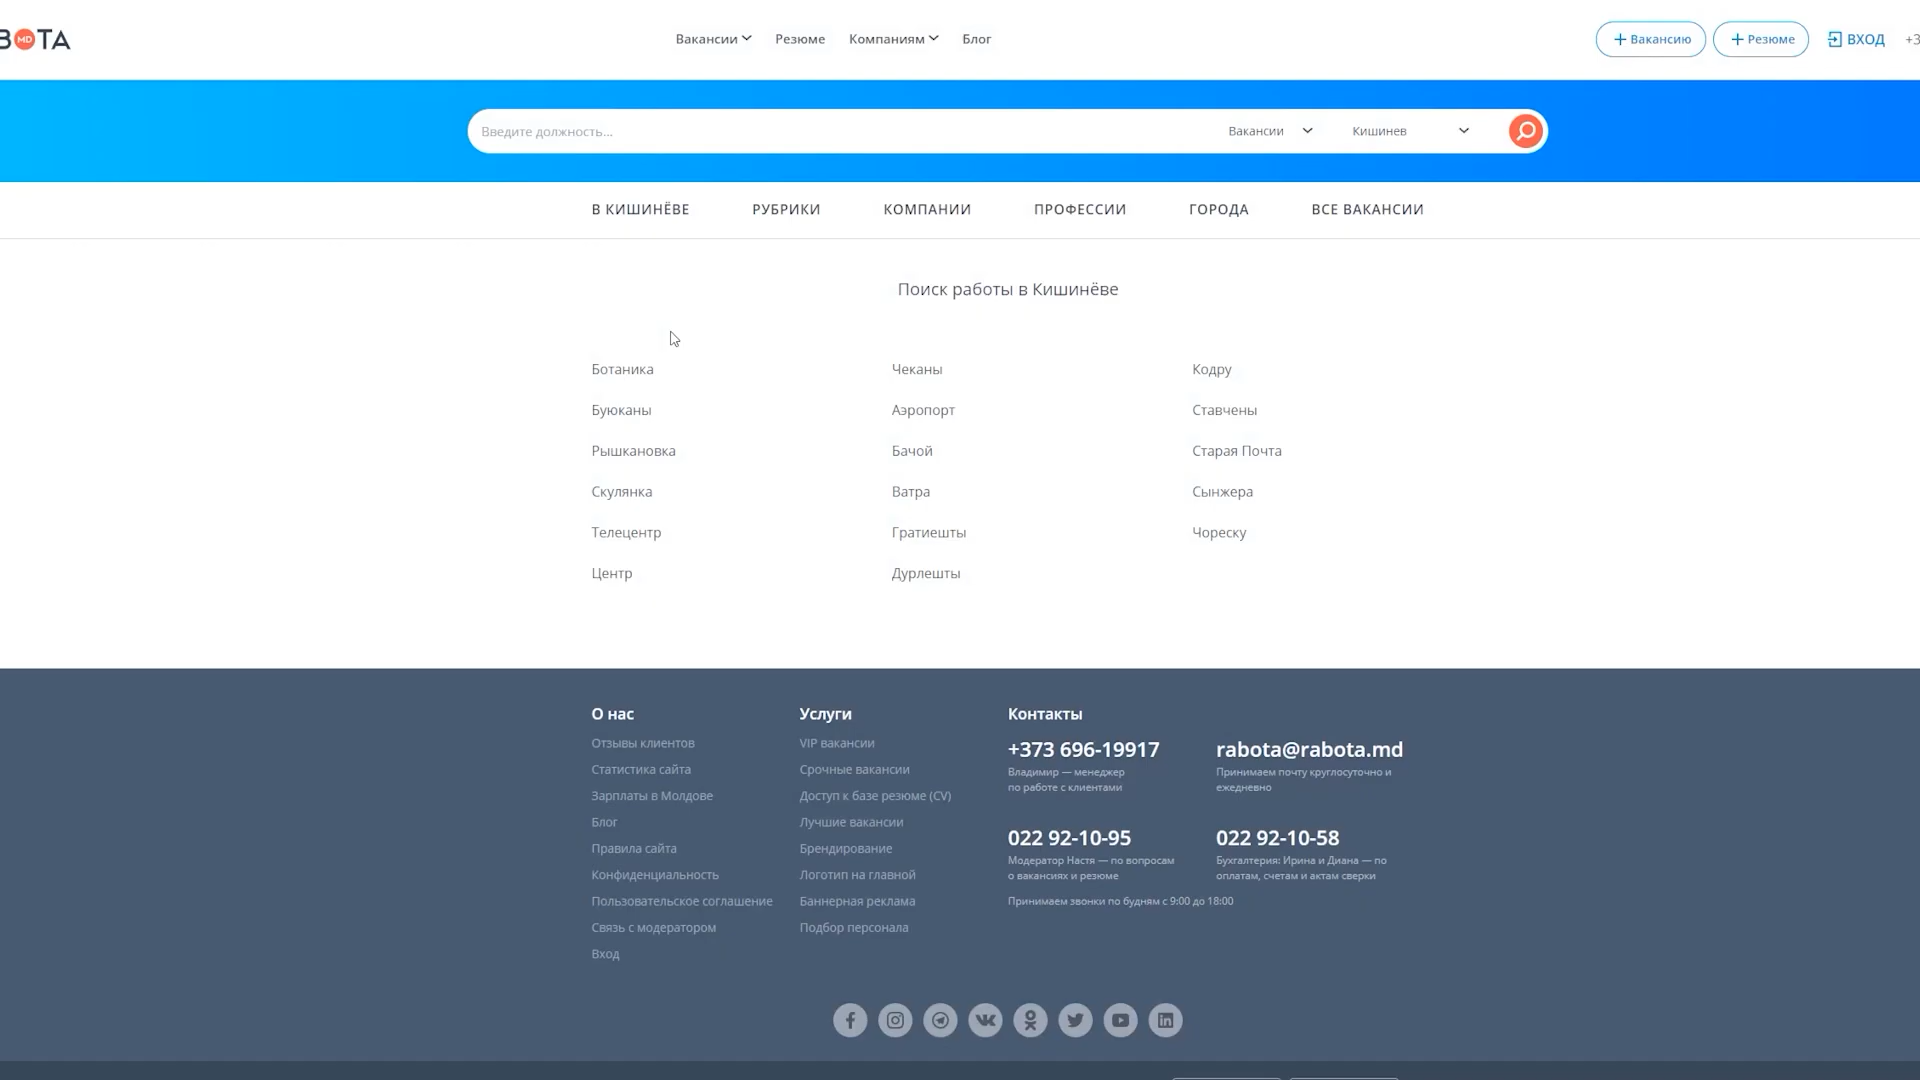 ВОТА
MD
Вакансии
Резюме
Компаниям
Блог
Вакансию
Резюме
ВХОД
+3
Введите должность...
Вакансии
Кишинев
В КИШИНЁВЕ
РУБРИКИ
КОМПАНИИ
ПРОФЕССИИ
ГОРОДА
ВСЕ ВАКАНСИИ
Поиск работы в Кишинёве
Ботаника
Буюканы
Рышкановка
Скулянка
Телецентр
Центр
Чеканы
Аэропорт
Бачой
Ватра
Гратиешты
Дурлешты
Кодру
Ставчены
Старая Почта
Сынжера
Чореску
О нас
Отзывы клиентов
Статистика сайта
Зарплаты в Молдове
Блог
Правила сайта
Конфиденциальность
Пользовательское соглашение
Связь с модератором
Вход
Услуги
VIP вакансии
Срочные вакансии
Доступ к базе резюме (CV)
Лучшие вакансии
Брендирование
Логотип на главной
Баннерная реклама
Подбор персонала
Контакты
+373 696-19917
Владимир — менеджер
по работе с клиентами
rabota@rabota.md
Принимаем почту круглосуточно и
ежедневно
022 92-10-95
Модератор Настя — по вопросам
о вакансиях и резюме
022 92-10-58
Бухгалтерия: Ирина и Диана — по
оплатам, счетам и актам сверки
Принимаем звонки по будням с 9:00 до 18:00